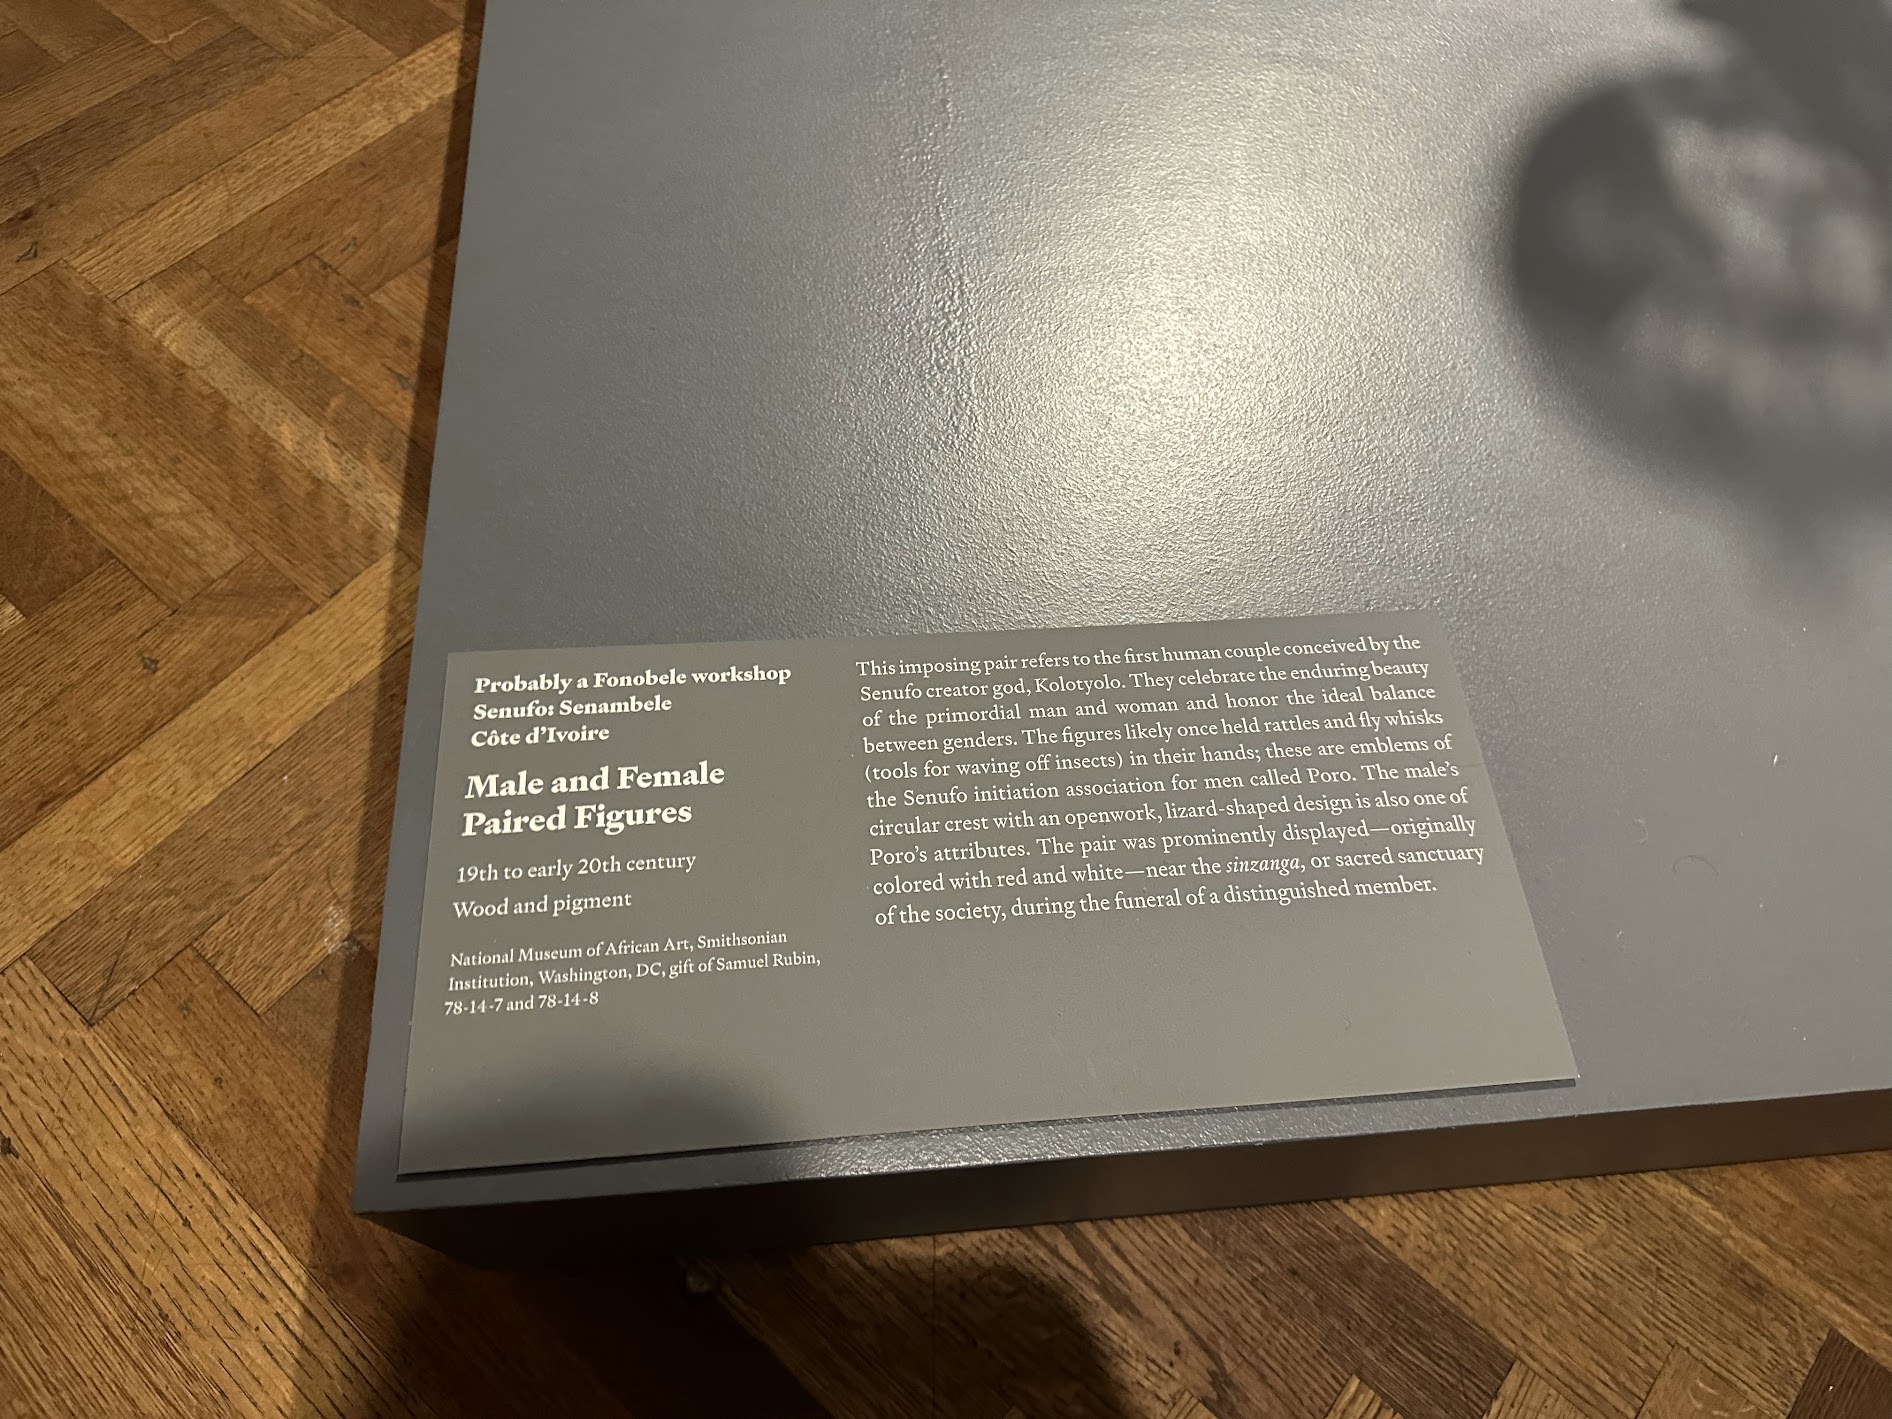 Probably a Fonobele workshop
Senufo: Senambele
Côte d'Ivoire
Male and Female
Paired Figures
19th to early 20th century
Wood and pigment
National Museum of African Art, Smithsonian
Institution, Washington, DC, gift of Samuel Rubin,
78-14-7 and 78-14-8
This imposing pair refers to the first human couple conceived by the
Senufo creator god, Kolotyolo. They celebrate the enduring beauty
of the primordial man and woman and honor the ideal balance
between genders. The figures likely once held rattles and fly whisks
(tools for waving off insects) in their hands; these are emblems of
the Senufo initiation association for men called Poro. The male's
circular crest with an openwork, lizard-shaped design is also one of
Poro's attributes. The pair was prominently displayed—originally
colored with red and white—near the sinzanga, or sacred sanctuary
of the society, during the funeral of a distinguished member.